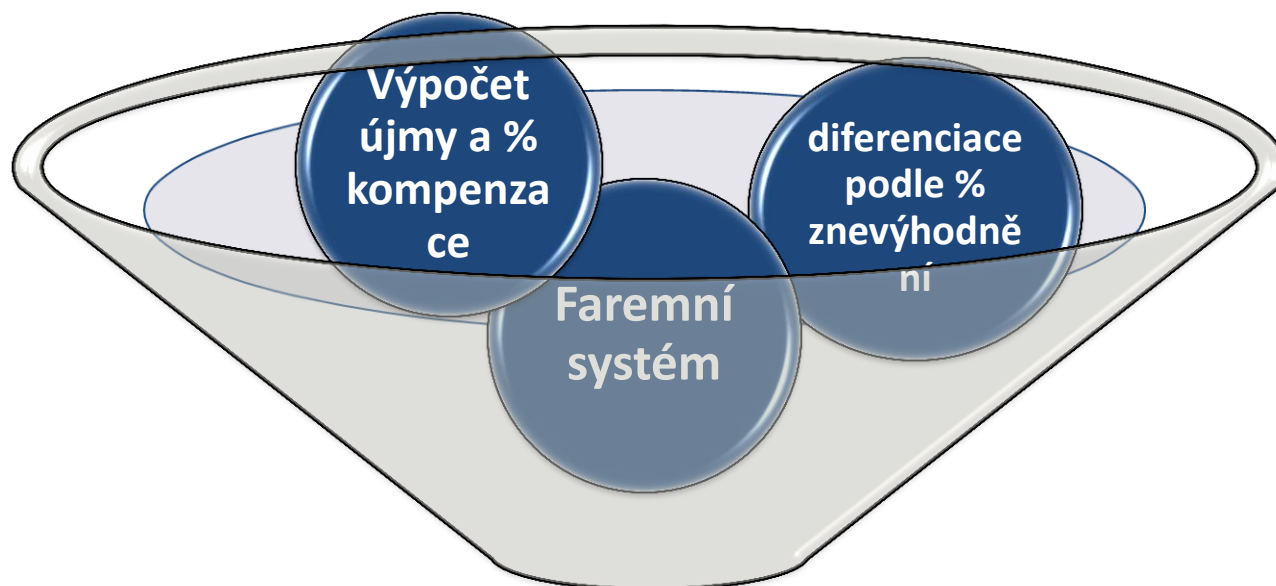 Výpočet
újmy a %
kompenza
ce
diferenciace
podle %
znevýhodně
ní
Faremní
systém